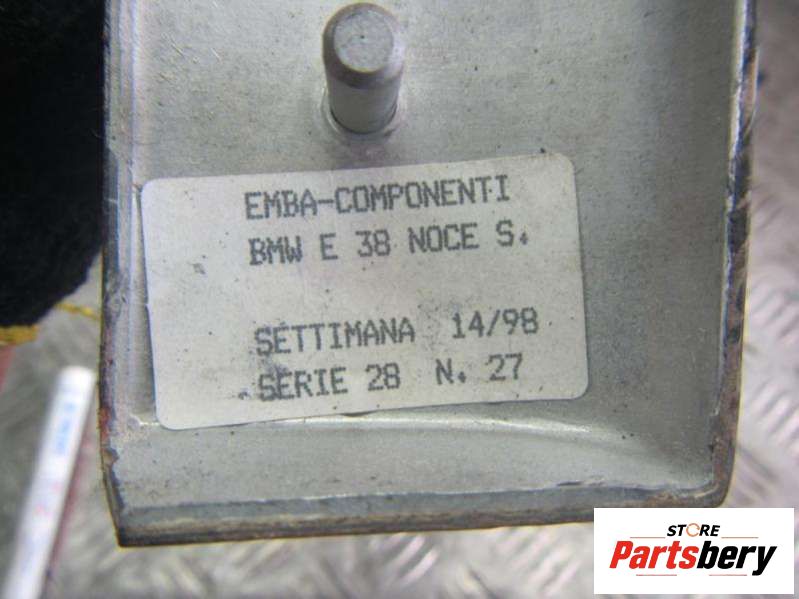 EMBA-COMPONENTI
BMW E 38 NOCE S.
SETTIMANA 14/98
SERIE 28 N. 27
STORE
Partsbery